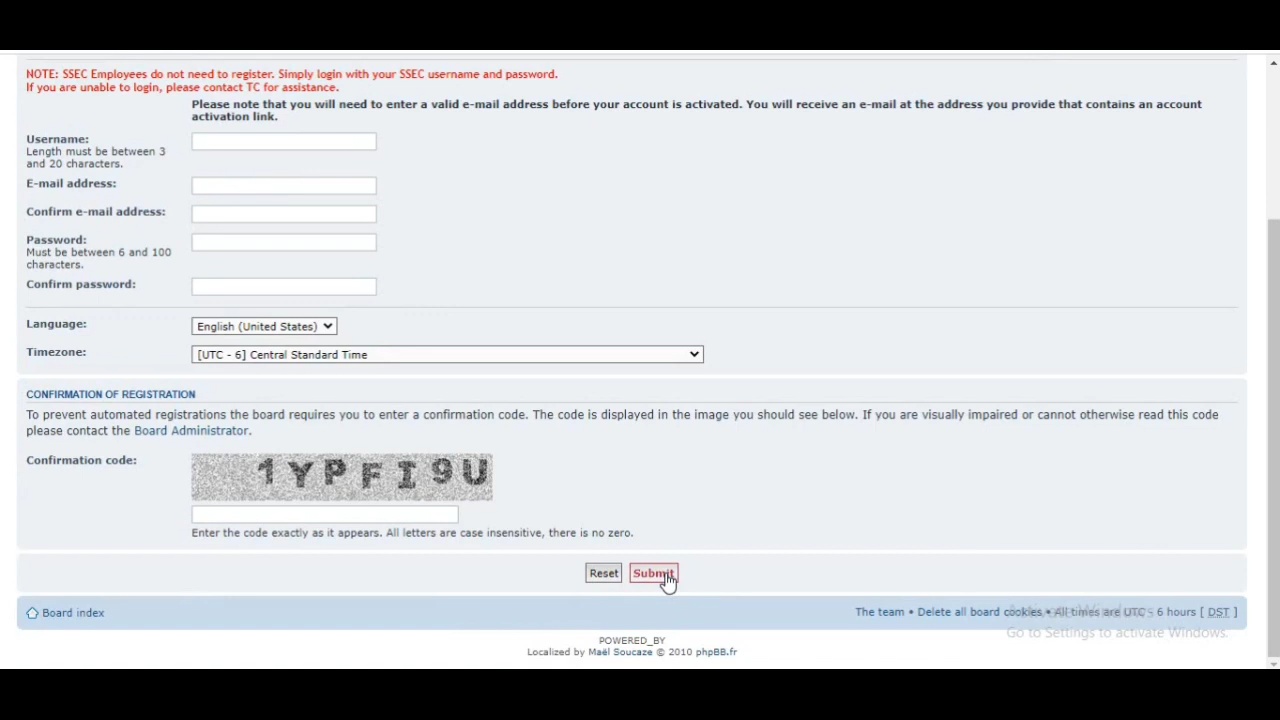 NOTE: SSEC Employees do not need to register. Simply login with your SSEC username and password.
If you are unable to login, please contact TC for assistance.
Please note that you will need to enter a valid e-mail address before your account is activated. You will receive an e-mail at the address you provide that contains an account
activation link.
Username:
Length must be between 3
and 20 characters.
E-mail address:
Confirm e-mail address:
Password:
Must be between 6 and 100
characters.
Confirm password:
Language:
English (United States)
Timezone:
[UTC - 6] Central Standard Time
CONFIRMATION OF REGISTRATION
To prevent automated registrations the board requires you to enter a confirmation code. The code is displayed in the image you should see below. If you are visually impaired or cannot otherwise read this code
please contact the Board Administrator.
Confirmation code:
1YPFI9U
Enter the code exactly as it appears. All letters are case insensitive, there is no zero.
Reset Submit
Board index
The team • Delete all board cookies • All times are UTC - 6 hours [ DST ]
Activate Windows
Go to Settings to activate Windows.
POWERED_BY
Localized by Maël Soucaze © 2010 phpBB.fr